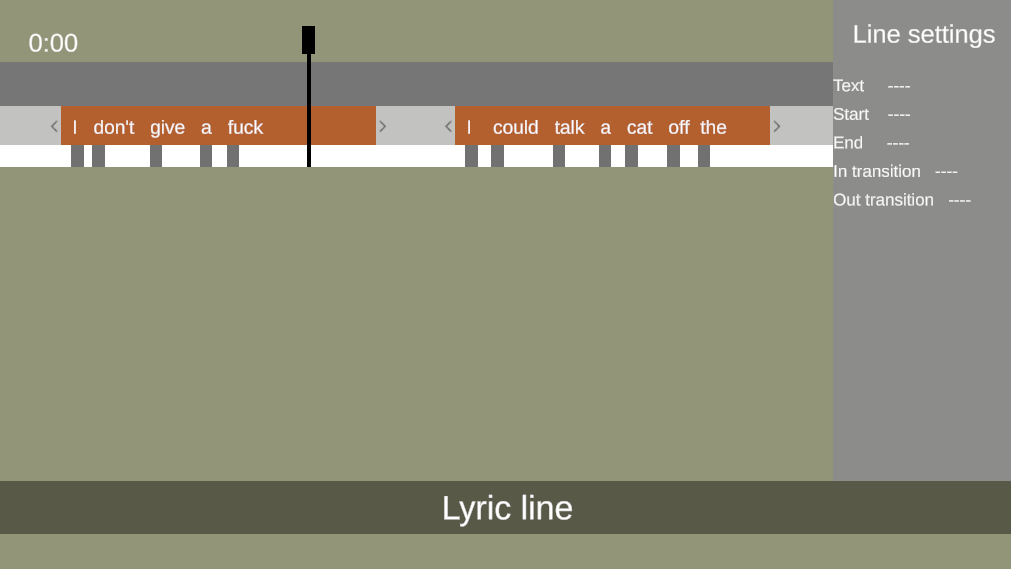 0:00
Line settings
Text ----
Start ----
End ----
In transition ----
Out transition ----
I don't give a fuck
I could talk a cat off the
Lyric line